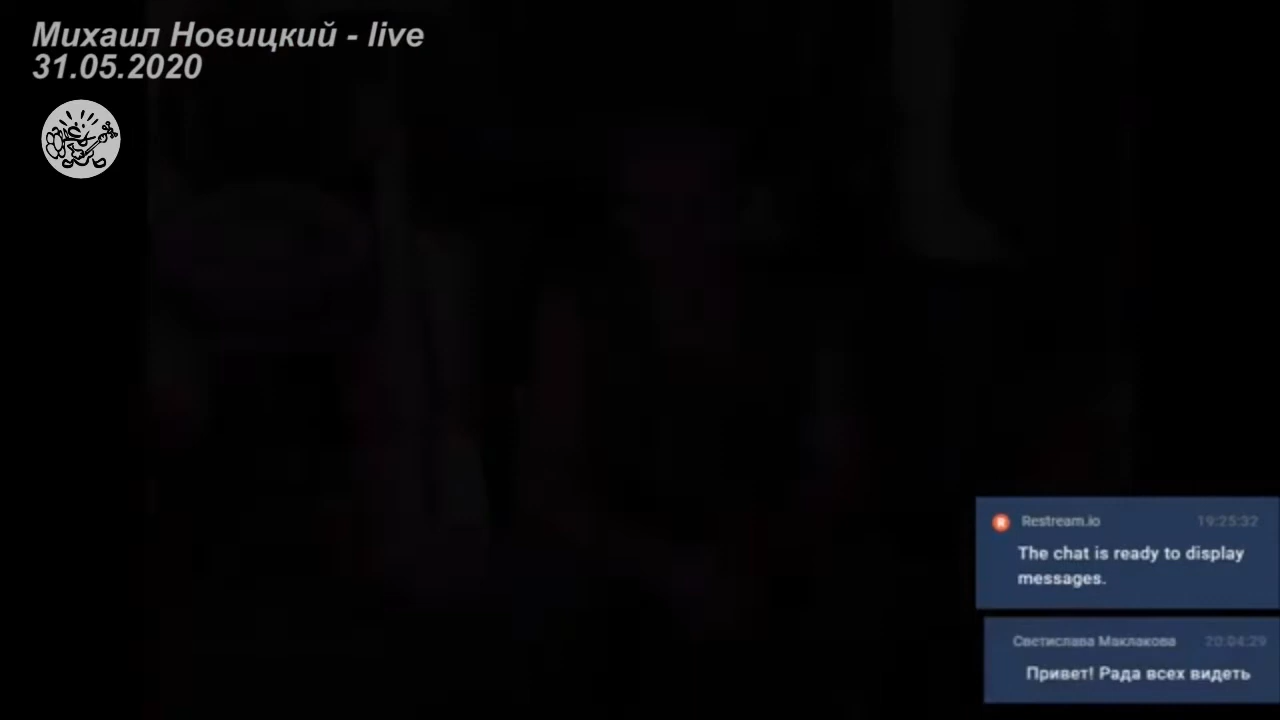 Михаил Новицкий - live
31.05.2020
Restream.io 19:25:32
The chat is ready to display
messages.
Светислава Маклакова 20:04:29
Привет! Рада всех видеть